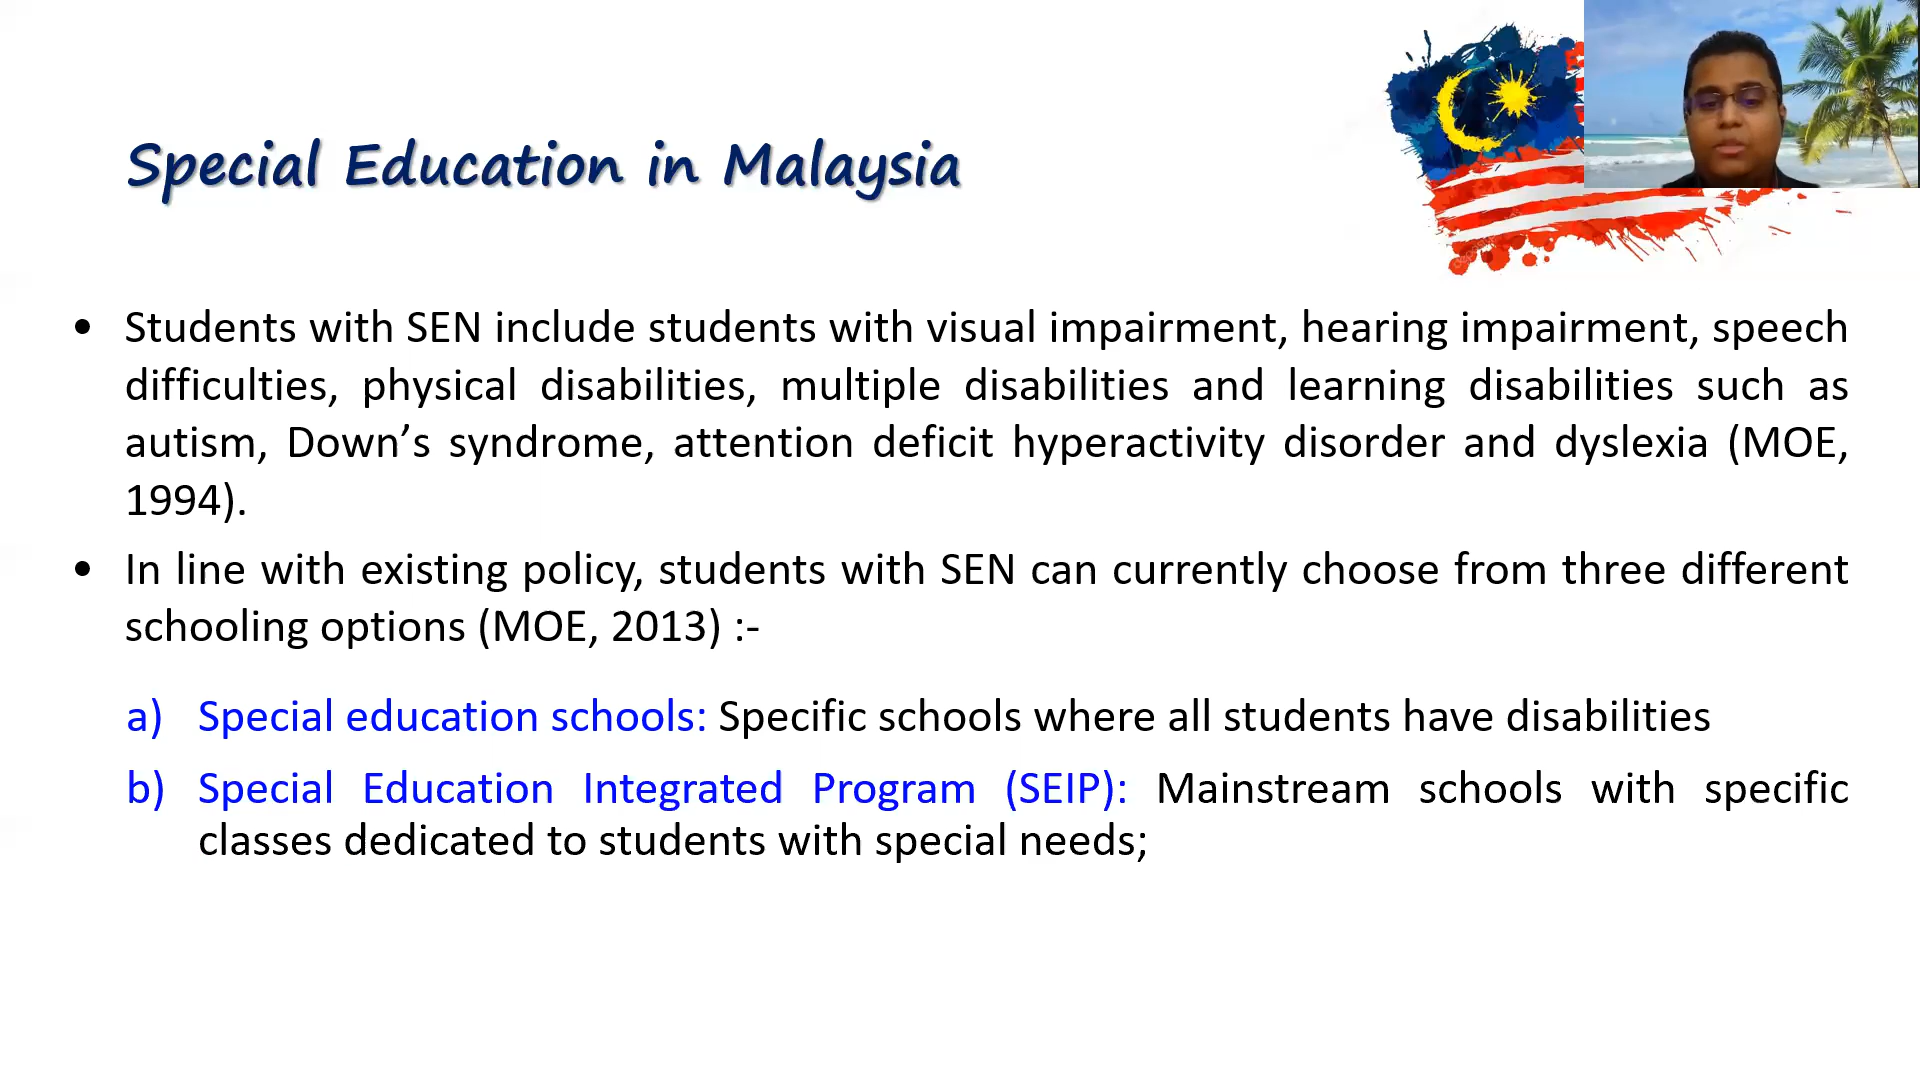 Special Education in Malaysia
• Students with SEN include students with visual impairment, hearing impairment, speech
difficulties, physical disabilities, multiple disabilities and learning disabilities such as
autism, Down’s syndrome, attention deficit hyperactivity disorder and dyslexia (MOE,
1994).
• In line with existing policy, students with SEN can currently choose from three different
schooling options (MOE, 2013) :-
a) Special education schools: Specific schools where all students have disabilities
b) Special Education Integrated Program (SEIP): Mainstream schools with specific
classes dedicated to students with special needs;